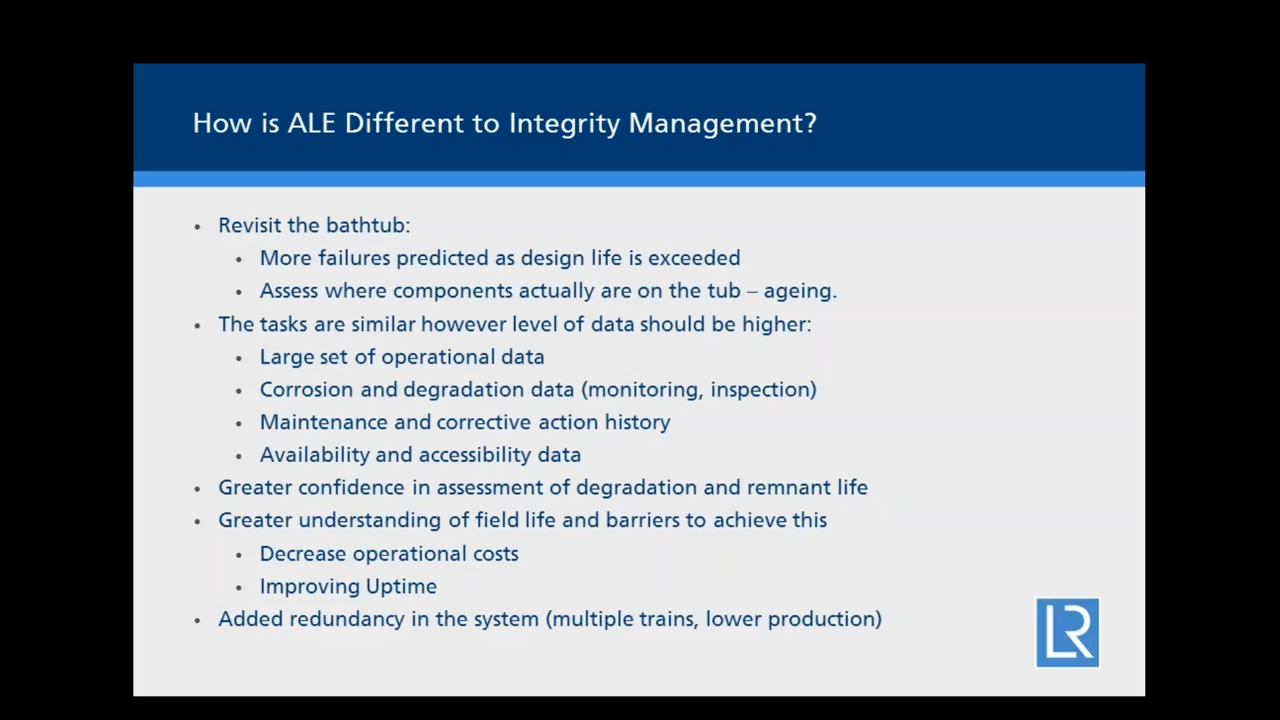 How is ALE Different to Integrity Management?
• Revisit the bathtub:
• More failures predicted as design life is exceeded
• Assess where components actually are on the tub – ageing.
• The tasks are similar however level of data should be higher:
• Large set of operational data
• Corrosion and degradation data (monitoring, inspection)
• Maintenance and corrective action history
• Availability and accessibility data
• Greater confidence in assessment of degradation and remnant life
• Greater understanding of field life and barriers to achieve this
• Decrease operational costs
• Improving Uptime
• Added redundancy in the system (multiple trains, lower production)
LR